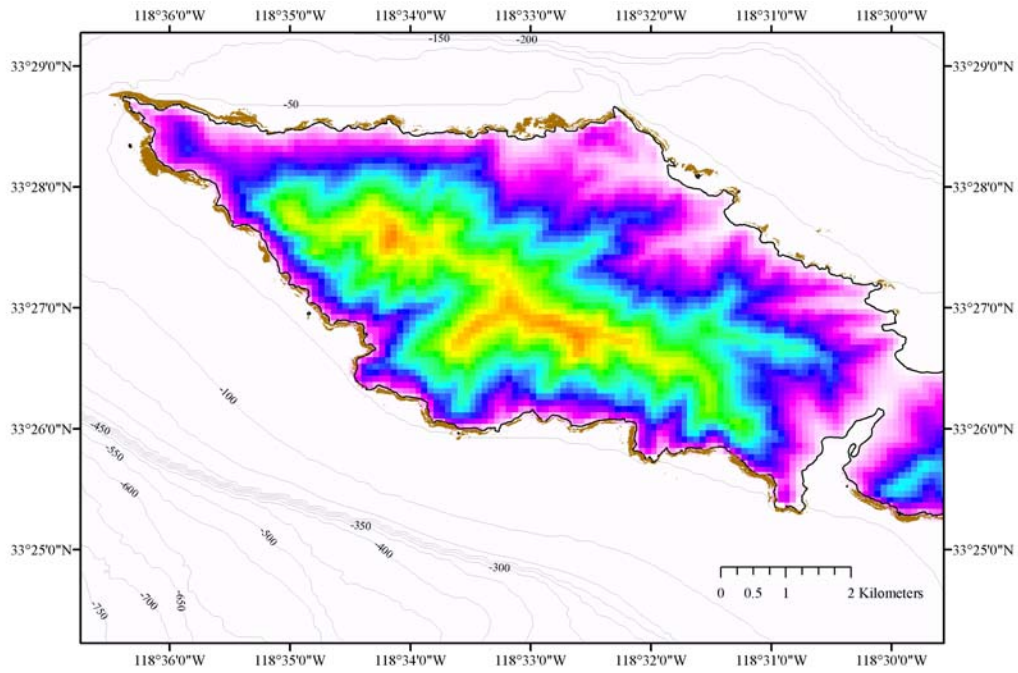 118°36'0"W 118°35'0"W 118°34'0"W 118°33'0"W 118°32'0"W 118°31'0"W 118°30'0"W
-150
-200
33°29'0"N 33°29'0"N
-50
33°28'0"N 33°28'0"N
33°27'0"N 33°27'0"N
-100
33°26'0"N 33°26'0"N
-450
-550
-600
-350
-500
-400
33°25'0"N 33°25'0"N
-300
-650
-700
-750
0 0.5 1 2 Kilometers
118°36'0"W 118°35'0"W 118°34'0"W 118°33'0"W 118°32'0"W 118°31'0"W 118°30'0"W